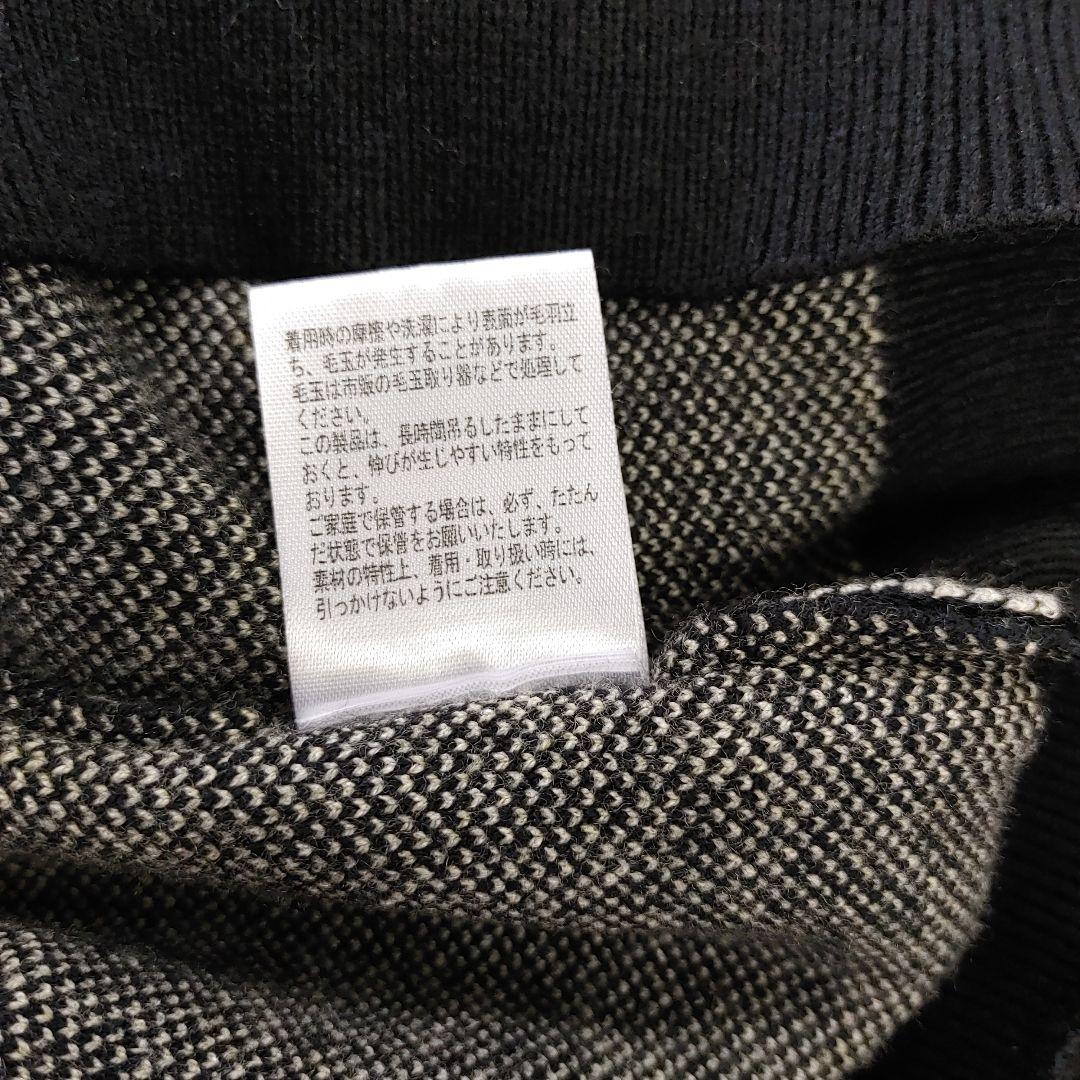 着用時の摩擦や洗濯により表面が毛羽立
ち、毛玉が発生することがあります。
毛玉は市販の毛玉取り器などで処理して
ください。
この製品は、長時間吊るしたままにして
おくと、伸びが生しやすい特性をもって
おります。
ご家庭で保管する場合は、必ず、たたん
だ状態で保管をお願いいたします。
素材の特性上、着用・取り扱い時には、
引っかけないようにご注意ください。